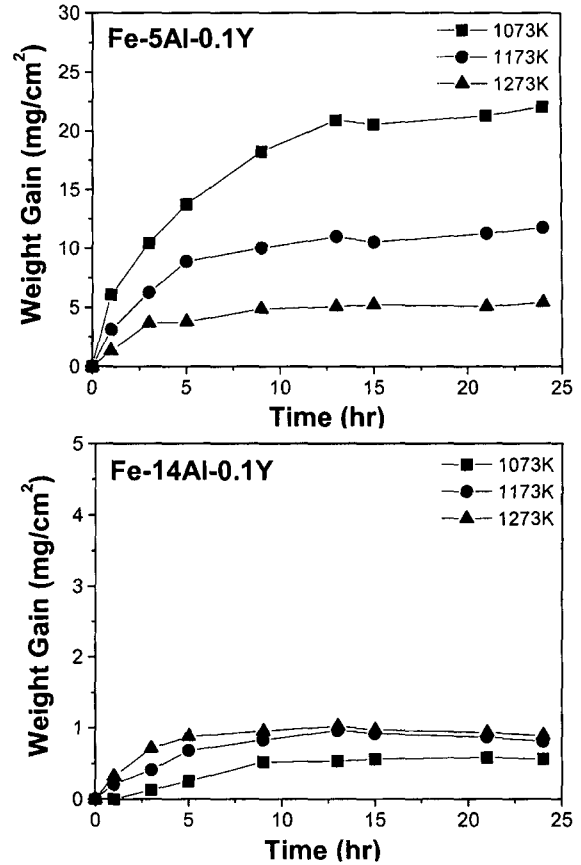 30
Fe-5Al-0.1Y
1073K
1173K
1273K
25
20
15
10
5
0
Weight Gain (mg/cm²)
0 5 10 15 20 25
Time (hr)
5
Fe-14Al-0.1Y
1073K
1173K
1273K
4
3
2
1
0
Weight Gain (mg/cm²)
0 5 10 15 20 25
Time (hr)